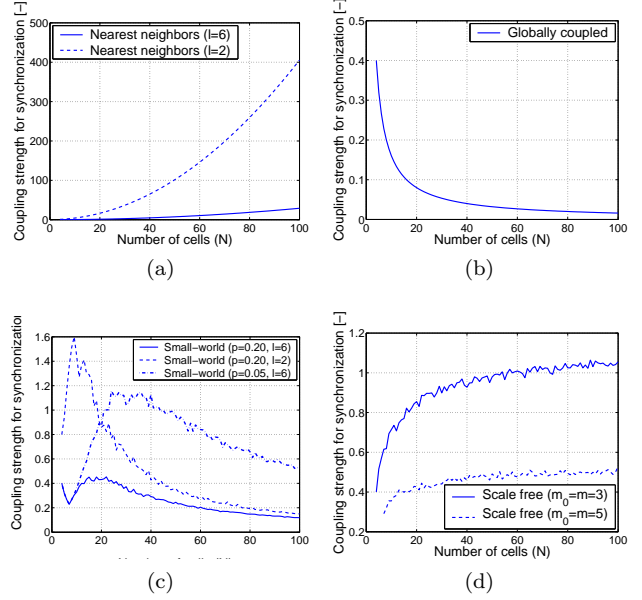 500
400
300
200
100
0
Nearest neighbors (l=6)
Nearest neighbors (l=2)
Coupling strength for synchronization [-]
0 20 40 60 80 100
Number of cells (N)
(a)
0.5
0.4
0.3
0.2
0.1
0
Globally coupled
Coupling strength for synchronization [-]
0 20 40 60 80 100
Number of cells (N)
(b)
1.6
1.4
1.2
1
0.8
0.6
0.4
0.2
0
Small-world (p=0.20, l=6)
Small-world (p=0.20, l=2)
Small-world (p=0.05, l=6)
Coupling strength for synchronization
20 40 60 80 100
(c)
1.2
1
0.8
0.6
0.4
0.2
Scale free (m_0=m=3)
Scale free (m_0=m=5)
Coupling strength for synchronization [-]
0 20 40 60 80 100
Number of cells (N)
(d)